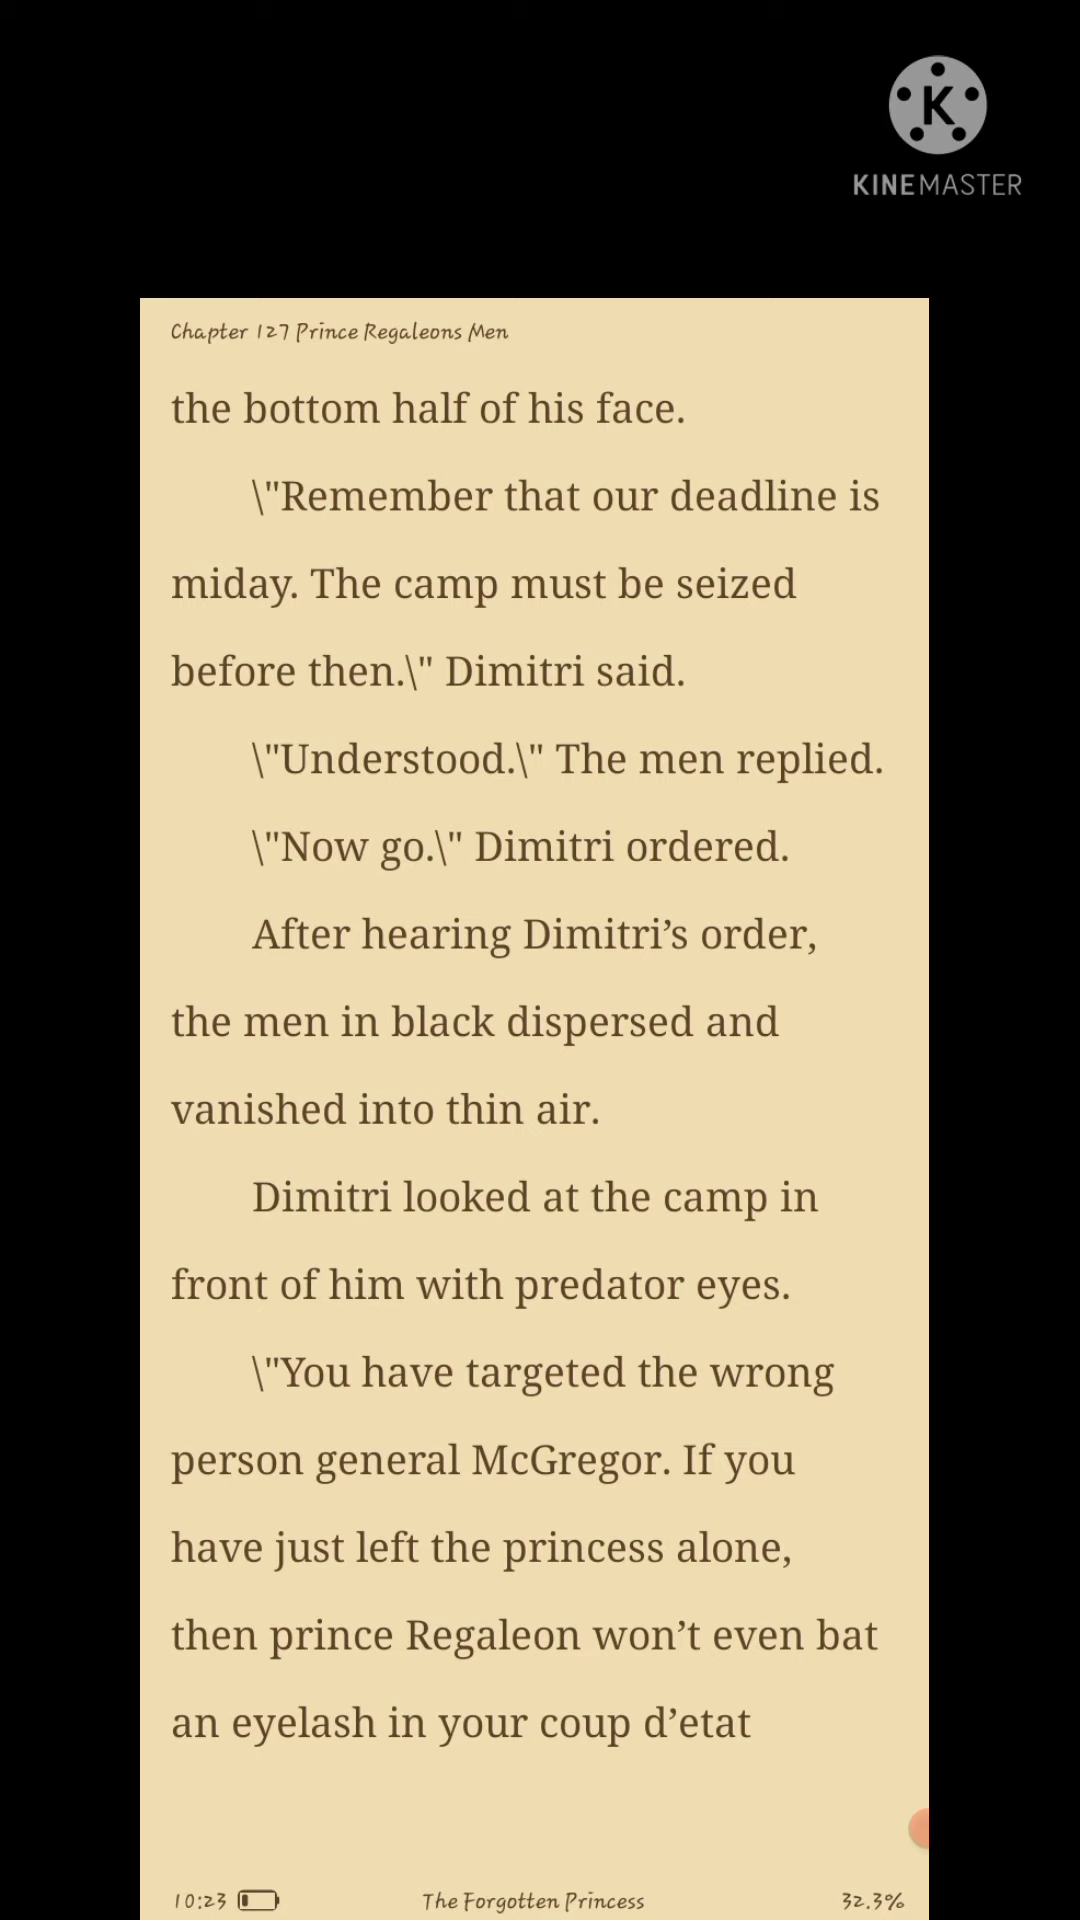 K
KINEMASTER
Chapter 127 Prince Regaleons Men
the bottom half of his face.
\"Remember that our deadline is
miday. The camp must be seized
before then.\" Dimitri said.
\"Understood.\" The men replied.
\"Now go.\" Dimitri ordered.
After hearing Dimitri’s order,
the men in black dispersed and
vanished into thin air.
Dimitri looked at the camp in
front of him with predator eyes.
\"You have targeted the wrong
person general McGregor. If you
have just left the princess alone,
then prince Regaleon won’t even bat
an eyelash in your coup d’etat
10:23 The Forgotten Princess 32.3%